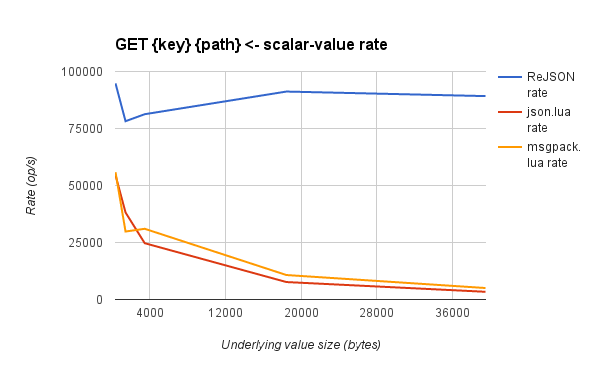 GET {key} {path} <- scalar-value rate
100000
75000
50000
25000
0
Rate (op/s)
4000 12000 20000 28000 36000
Underlying value size (bytes)
ReJSON
rate
json.lua
rate
msgpack.
lua rate